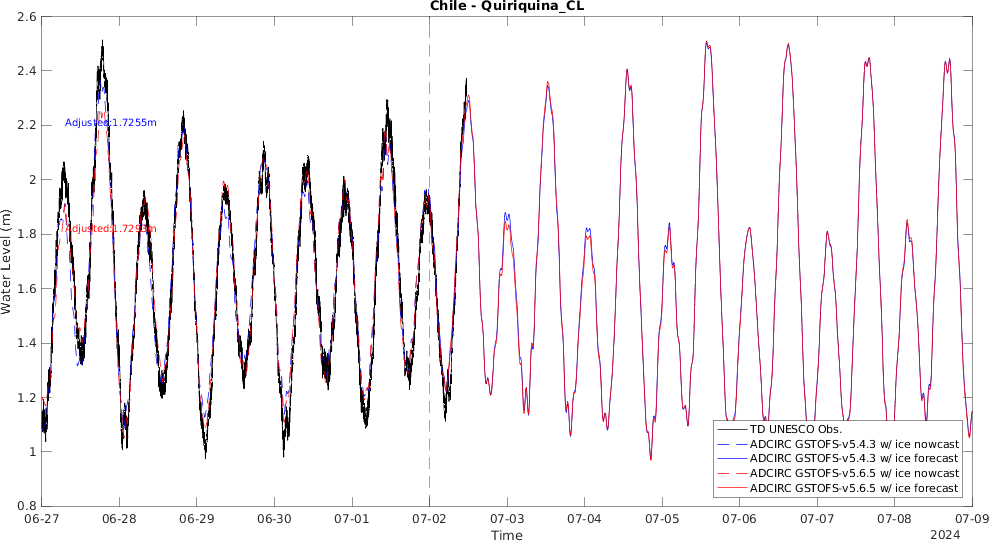 Chile - Quiriquina_CL
Water Level (m)
2.6
2.4
2.2
2
1.8
1.6
1.4
1.2
1
0.8
Adjusted:1.7255m
Adjusted:1.7293m
TD UNESCO Obs.
ADCIRC GSTOFS-v5.4.3 w/ ice nowcast
ADCIRC GSTOFS-v5.4.3 w/ ice forecast
ADCIRC GSTOFS-v5.6.5 w/ ice nowcast
ADCIRC GSTOFS-v5.6.5 w/ ice forecast
06-27 06-28 06-29 06-30 07-01 07-02 07-03 07-04 07-05 07-06 07-07 07-08 07-09
Time
2024